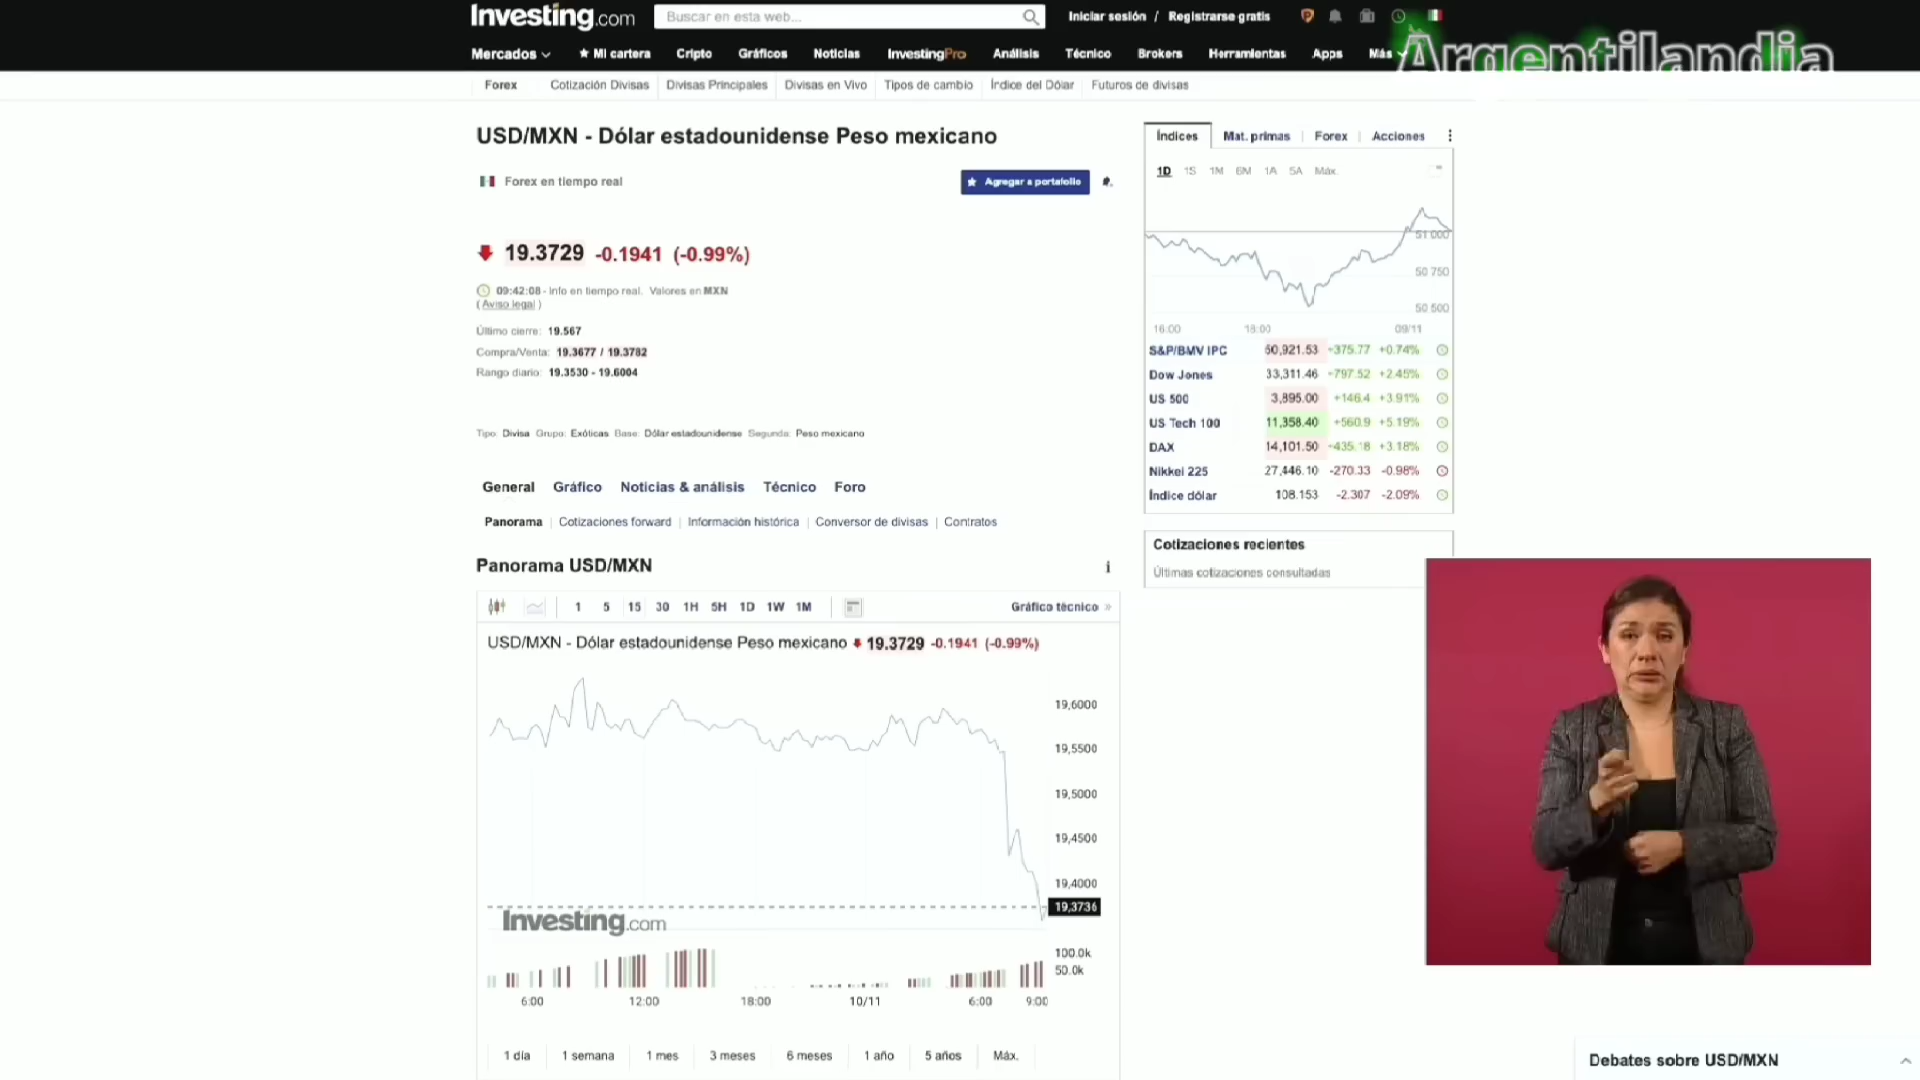 Investing.com
Buscar en esta web...
Iniciar sesión / Registrarse gratis
Mercados
Mi cartera
Cripto
Gráficos
Noticias
InvestingPro
Análisis
Técnico
Brokers
Herramientas
Apps
Más
Argentilandia
Forex
Cotización Divisas
Divisas Principales
Divisas en Vivo
Tipos de cambio
Índice del Dólar
Futuros de divisas
USD/MXN - Dólar estadounidense Peso mexicano
Forex en tiempo real
Agregar a portafolio
19.3729 -0.1941 (-0.99%)
09:42:08 - Info en tiempo real. Valores en MXN
( Aviso legal )
Último cierre: 19.567
Compra/Venta: 19.3677 / 19.3782
Rango diario: 19.3530 - 19.6004
Tipo: Divisa Grupo: Exóticas Base: Dólar estadounidense Segunda: Peso mexicano
General
Gráfico
Noticias & análisis
Técnico
Foro
Panorama
Cotizaciones forward
Información histórica
Conversor de divisas
Contratos
Panorama USD/MXN
1 5 15 30 1H 5H 1D 1W 1M
Gráfico técnico »
USD/MXN - Dólar estadounidense Peso mexicano 19.3729 -0.1941 (-0.99%)
19,6000
19,5500
19,5000
19,4500
19,4000
19,3736
Investing.com
100.0k
50.0k
6:00 12:00 18:00 10/11 6:00 9:00
1 día
1 semana
1 mes
3 meses
6 meses
1 año
5 años
Máx.
Índices
Mat. primas
Forex
Acciones
1D 1S 1M 6M 1A 5A Máx.
51 000
50 750
50 500
16:00 18:00 09/11
S&P/BMV IPC 50,921.53 +375.77 +0.74%
Dow Jones 33,311.46 +797.52 +2.45%
US 500 3,895.00 +146.4 +3.91%
US Tech 100 11,358.40 +560.9 +5.19%
DAX 14,101.50 +435.18 +3.18%
Nikkei 225 27,446.10 -270.33 -0.98%
Índice dólar 108.153 -2.307 -2.09%
Cotizaciones recientes
Últimas cotizaciones consultadas
Debates sobre USD/MXN